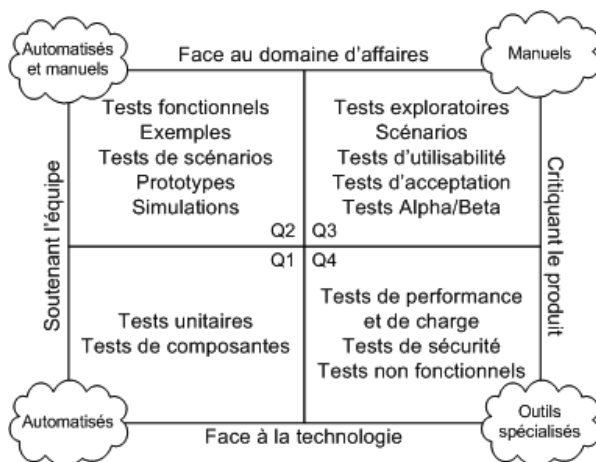 Automatisés
et manuels
Face au domaine d'affaires
Manuels
Tests fonctionnels
Exemples
Tests de scénarios
Prototypes
Simulations
Q2
Tests exploratoires
Scénarios
Tests d'utilisabilité
Tests d'acceptation
Tests Alpha/Beta
Q3
Soutenant l'équipe
Critiquant le produit
Q1
Tests unitaires
Tests de composantes
Q4
Tests de performance
et de charge
Tests de sécurité
Tests non fonctionnels
Automatisés
Face à la technologie
Outils
spécialisés